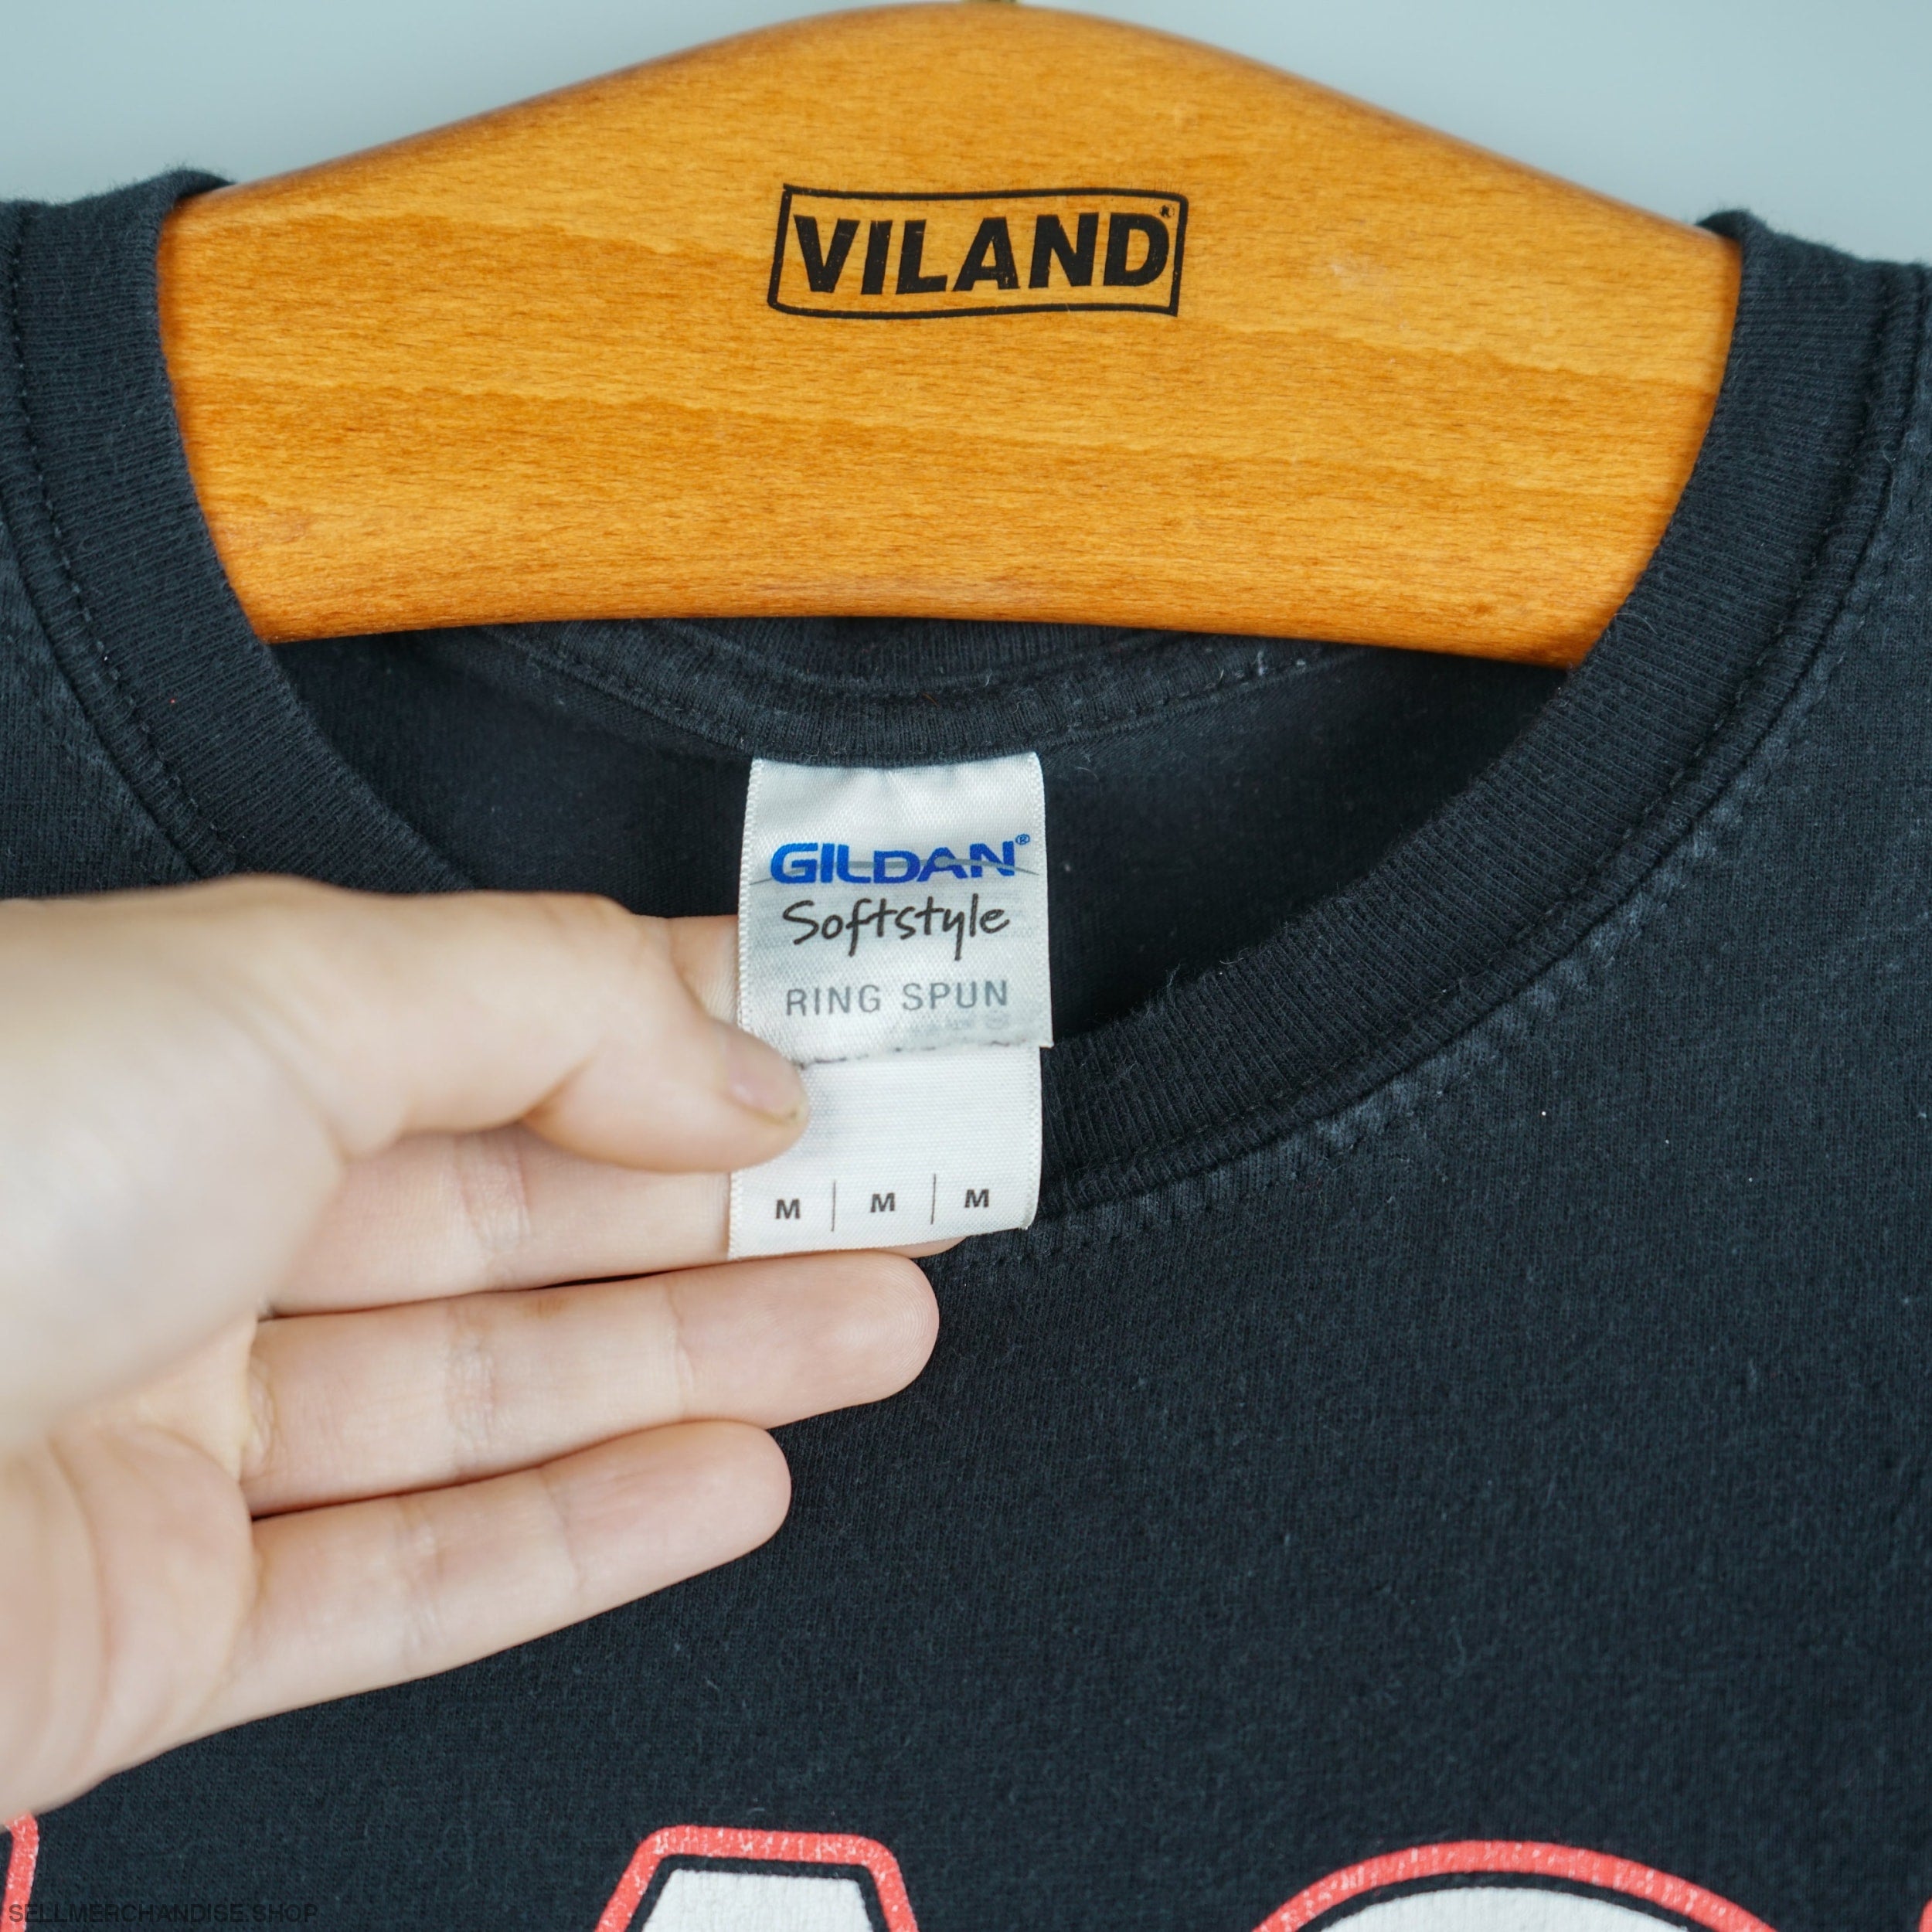 VILAND®
GILDAN®
Softstyle
RING SPUN
M | M | M
SELLMERCHANDISE.SHOP